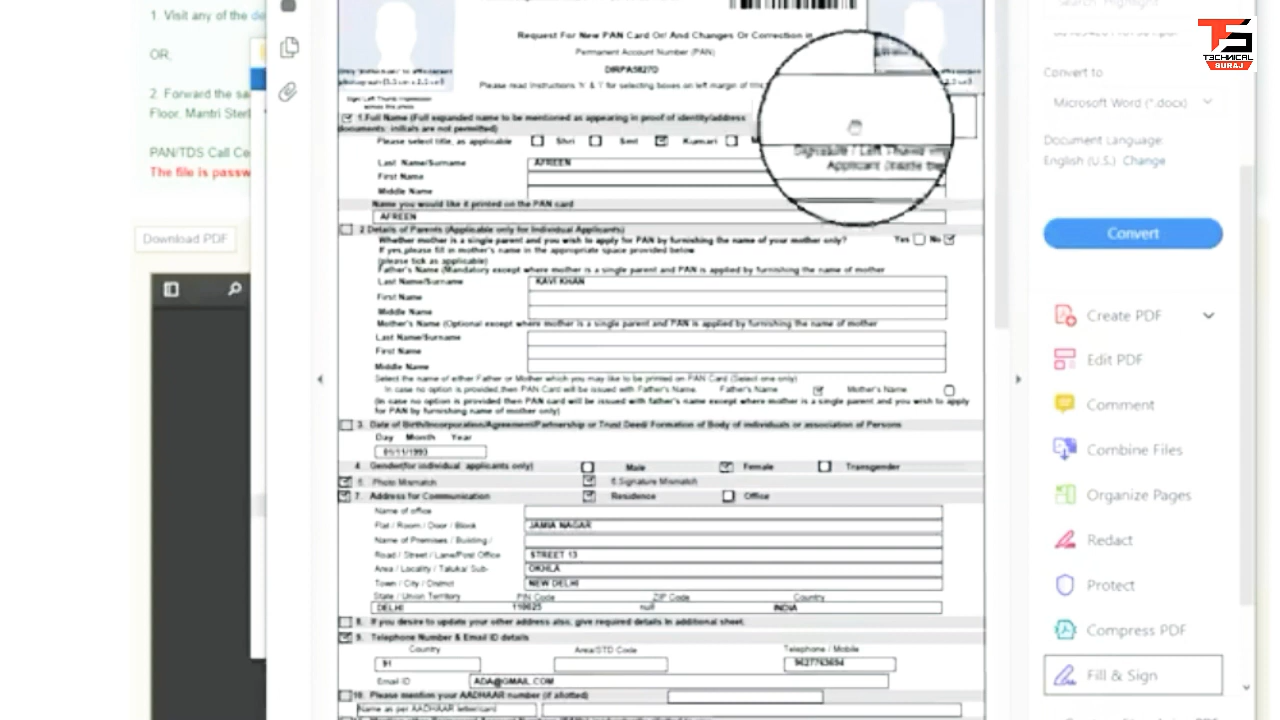 1. Visit any of the de
OR,
2. Forward the sa
Floor, Mantri Sterl
PAN/TDS Call Ce
The file is passw
Download PDF
Request For New PAN Card Or/ And Changes Or Correction in
Permanent Account Number (PAN)
Please read Instructions 'h' & 'i' for selecting boxes on left margin of this
1.Full Name (Full expanded name to be mentioned as appearing in proof of identity/address
documents: initials are not permitted)
Please select title, as applicable Shri Smt Kumari M
Signature / Left Thumb Imp
Applicant (inside the
Last Name/Surname AFREEN
First Name
Middle Name
Name you would like it printed on the PAN card
AFREEN
2 Details of Parents (Applicable only for Individual Applicants)
Whether mother is a single parent and you wish to apply for PAN by furnishing the name of your mother only? Yes No
If yes,please fill in mother's name in the appropriate space provided below
(please tick as applicable)
Father's Name (Mandatory except where mother is a single parent and PAN is applied by furnishing the name of mother
Last Name/Surname KAVI KHAN
First Name
Middle Name
Mother's Name (Optional except where mother is a single parent and PAN is applied by furnishing the name of mother
Last Name/Surname
First Name
Middle Name
Select the name of either Father or Mother which you may like to be printed on PAN Card (Select one only)
In case no option is provided,then PAN Card will be issued with Father's Name. Father's Name Mother's Name
(In case no option is provided then PAN card will be issued with father's name except where mother is a single parent and you wish to apply
for PAN by furnishing name of mother only)
3. Date of Birth/Incorporation/Agreement/Partnership or Trust Deed/ Formation of Body of individuals or association of Persons
Day Month Year
01/11/1993
4. Gender(for individual applicants only) Male Female Transgender
Photo Mismatch 6.Signature Mismatch
7. Address for Communication Residence Office
Name of office
Flat / Room / Door / Block JAMIA NAGAR
Name of Premises / Building /
Road / Street / Lane/Post Office STREET 13
Area / Locality / Taluka/ Sub- OKHLA
Town / City / District NEW DELHI
State / Union Territory PIN Code ZIP Code Country
DELHI 110025 null INDIA
8. If you desire to update your other address also, give required details in additional sheet.
9. Telephone Number & Email ID details
Country Area/STD Code Telephone / Mobile
91
Email ID ADA@GMAIL.COM
10. Please mention your AADHAAR number (if allotted)
Name as per AADHAAR letter/card
TS
TECHNICAL
SURAJ
Convert to
Microsoft Word (*.docx)
Document Language:
English (U.S.) Change
Convert
Create PDF
Edit PDF
Comment
Combine Files
Organize Pages
Redact
Protect
Compress PDF
Fill & Sign